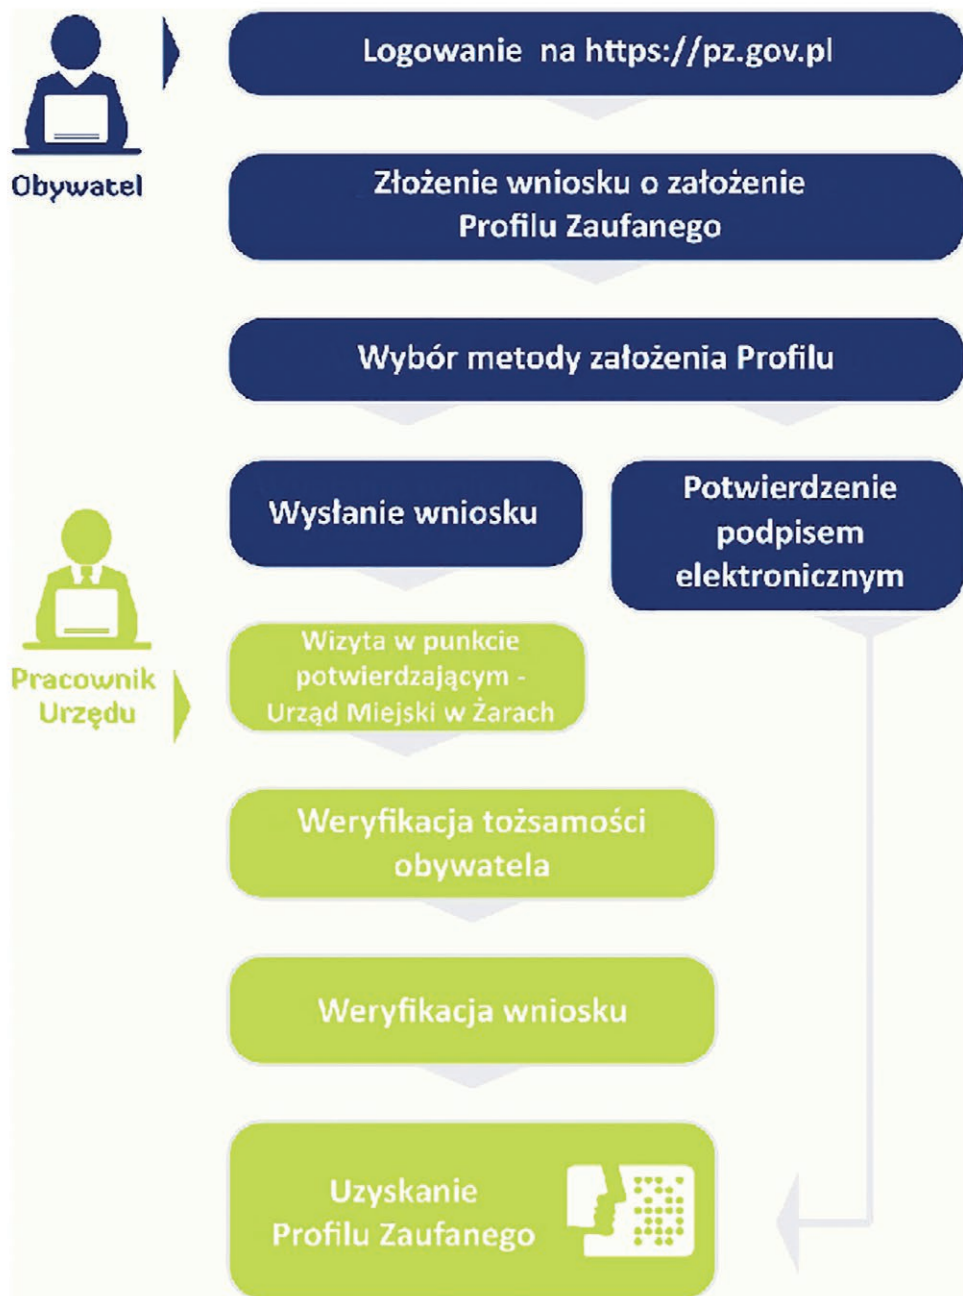 Logowanie na https://pz.gov.pl
Obywatel
Złożenie wniosku o założenie
Profilu Zaufanego
Wybór metody założenia Profilu
Wysłanie wniosku
Potwierdzenie
podpisem
elektronicznym
Pracownik
Urzędu
Wizyta w punkcie
potwierdzającym -
Urząd Miejski w Żarach
Weryfikacja tożsamości
obywatela
Weryfikacja wniosku
Uzyskanie
Profilu Zaufanego